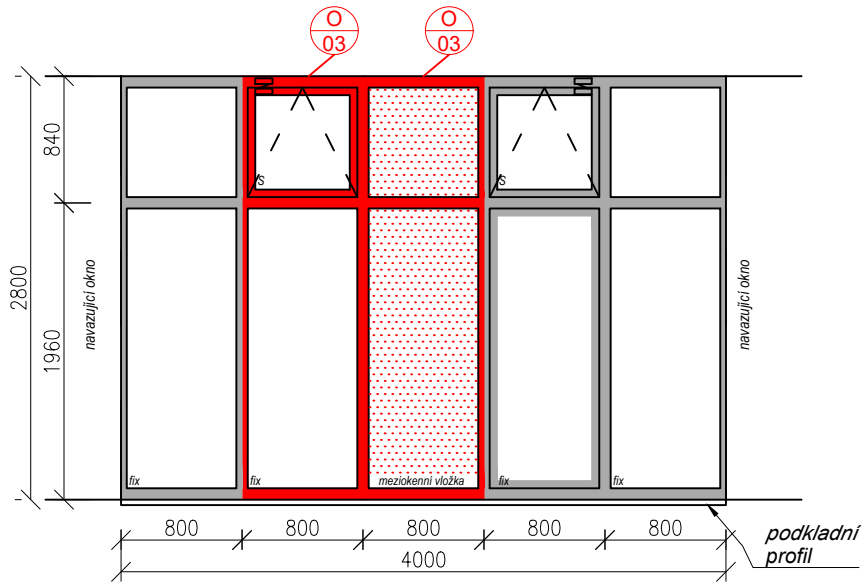 O
03
O
03
840
1960
2800
navazující okno
navazující okno
S
S
fix
fix
meziokenní vložka
fix
fix
800
800
800
800
800
4000
podkladní
profil